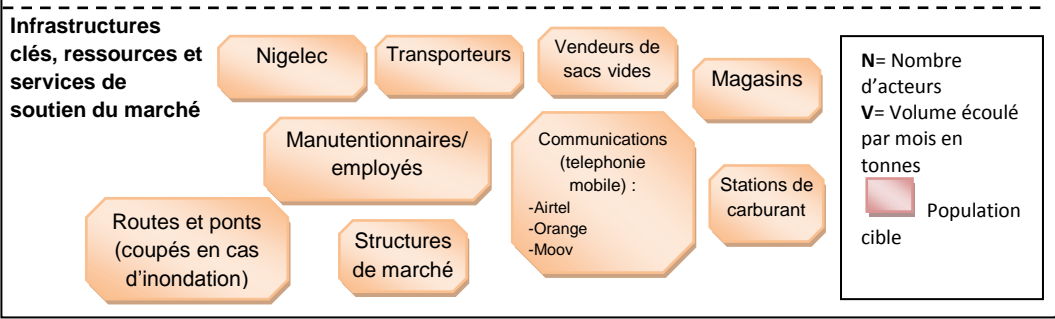 Infrastructures
clés, ressources et
services de
soutien du marché
Nigelec
Transporteurs
Vendeurs de
sacs vides
Magasins
Manutentionnaires/
employés
Communications
(telephonie
mobile) :
-Airtel
-Orange
-Moov
Stations de
carburant
Routes et ponts
(coupés en cas
d’inondation)
Structures
de marché
N= Nombre
d’acteurs
V= Volume écoulé
par mois en
tonnes
Population
cible